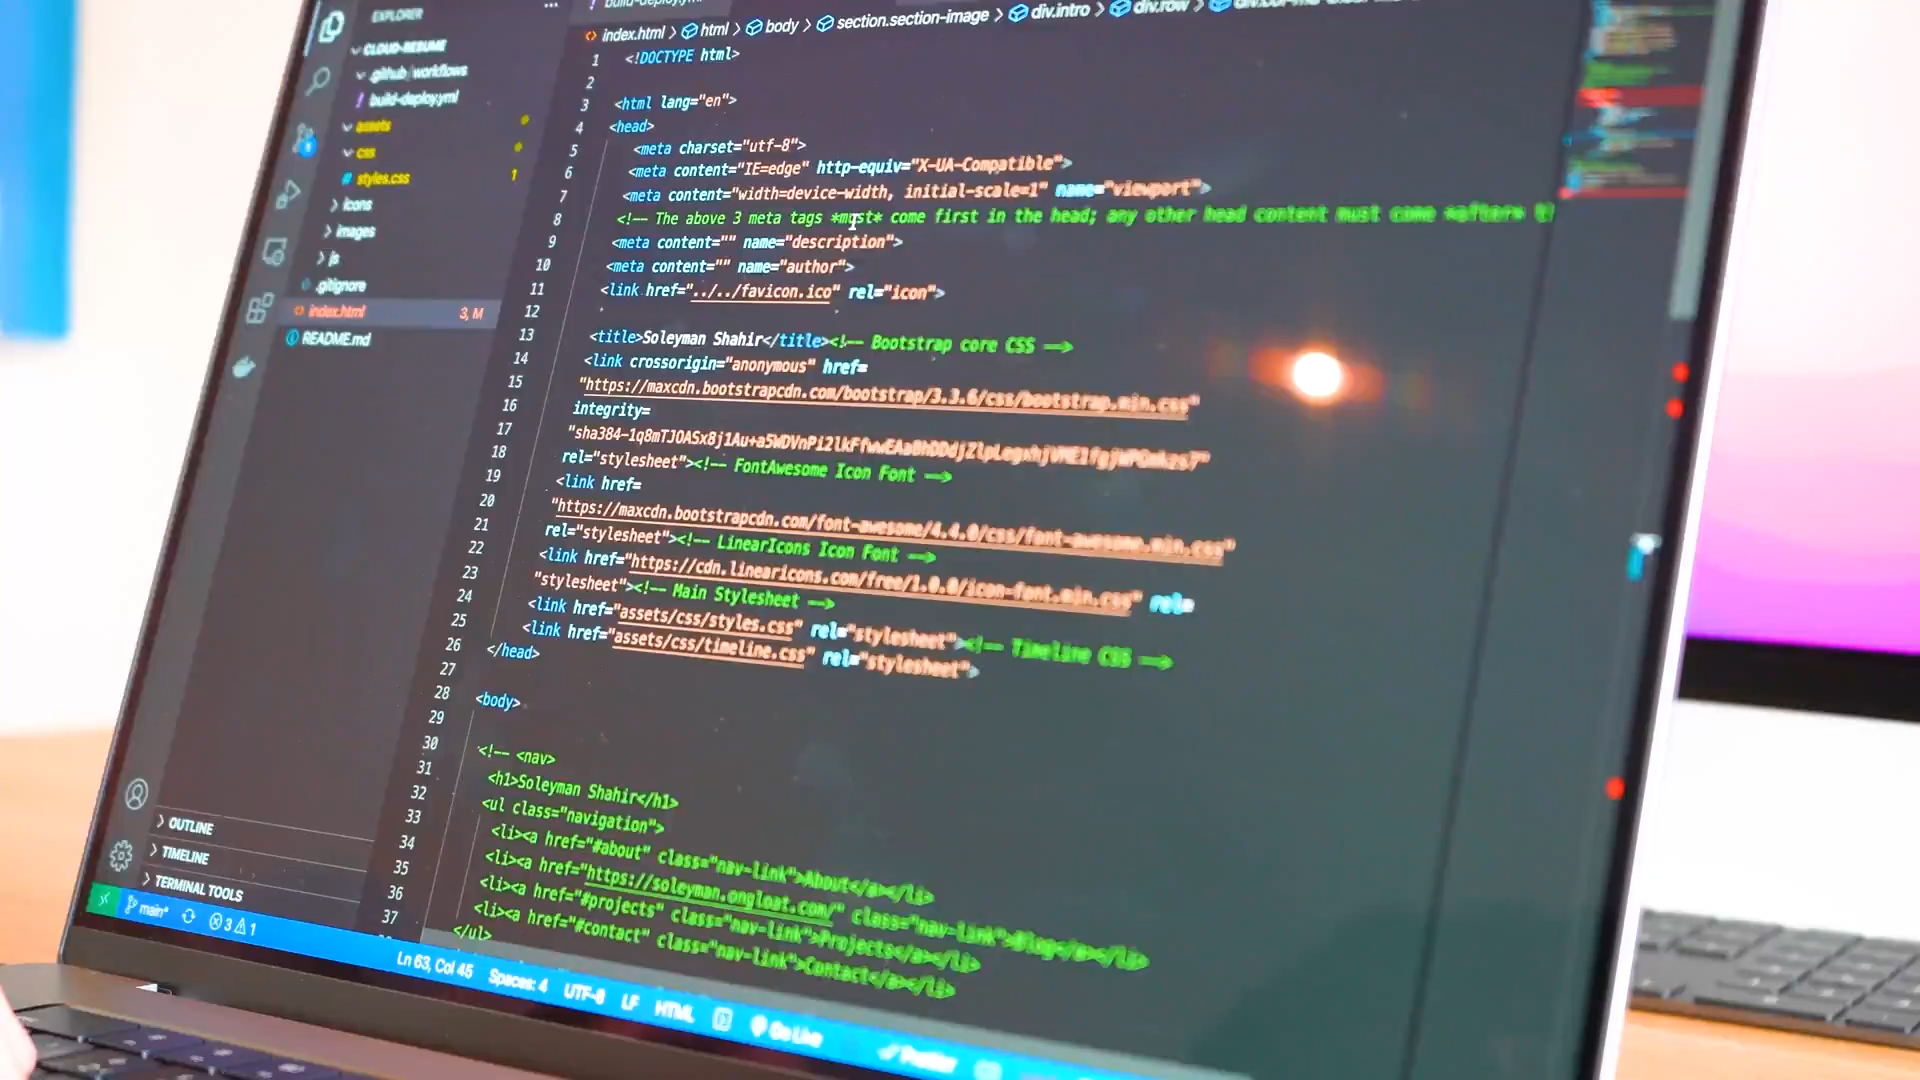 EXPLORER
CLOUD-RESUME
.github/workflows
build-deploy.yml
assets
css
styles.css 1
icons
images
js
.gitignore
index.html 3, M
README.md
OUTLINE
TIMELINE
TERMINAL TOOLS
build-deploy.yml
index.html > html > body > section.section-image > div.intro > div.row >
1 <!DOCTYPE html>
2
3 <html lang="en">
4 <head>
5 <meta charset="utf-8">
6 <meta content="IE=edge" http-equiv="X-UA-Compatible">
7 <meta content="width=device-width, initial-scale=1" name="viewport">
8 <!-- The above 3 meta tags *must* come first in the head; any other head content must come *after*
9 <meta content="" name="description">
10 <meta content="" name="author">
11 <link href="../../favicon.ico" rel="icon">
12
13 <title>Soleyman Shahir</title><!-- Bootstrap core CSS -->
14 <link crossorigin="anonymous" href=
15 "https://maxcdn.bootstrapcdn.com/bootstrap/3.3.6/css/bootstrap.min.css"
16 integrity=
17
18 rel="stylesheet"><!-- FontAwesome Icon Font -->
19 <link href=
20 "https://maxcdn.bootstrapcdn.com/font-awesome/4.4.0/css/font-awesome.min.css"
21 rel="stylesheet"><!-- LinearIcons Icon Font -->
22 <link href="https://cdn.linearicons.com/free/1.0.0/icon-font.min.css" rel=
23 "stylesheet"><!-- Main Stylesheet -->
24 <link href="assets/css/styles.css" rel="stylesheet"><!-- Timeline CSS -->
25 <link href="assets/css/timeline.css" rel="stylesheet">
26 </head>
27
28 <body>
29
30 <!-- <nav>
31 <h1>Soleyman Shahir</h1>
32 <ul class="navigation">
33 <li><a href="#about" class="nav-link">About</a></li>
34 <li><a href="https://soleyman.ongloat.com/" class="nav-link">Blog</a></li>
35 <li><a href="#projects" class="nav-link">Projects</a></li>
36 <li><a href="#contact" class="nav-link">Contact</a></li>
37 </ul>
main* 3 1 Ln 63, Col 45 Spaces: 4 UTF-8 LF HTML Go Live Prettier